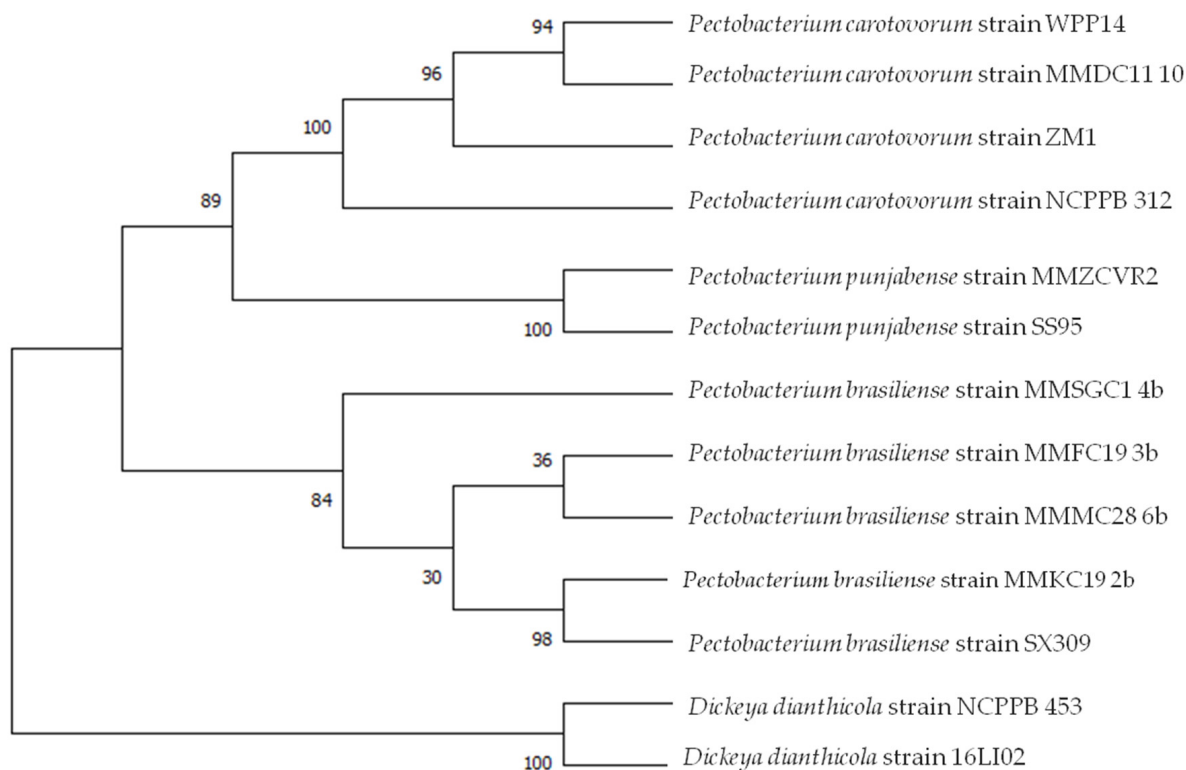 94
Pectobacterium carotovorum strain WPP14
96
Pectobacterium carotovorum strain MMDC11 10
100
Pectobacterium carotovorum strain ZM1
89
Pectobacterium carotovorum strain NCPPB 312
Pectobacterium punjabense strain MMZCVR2
100
Pectobacterium punjabense strain SS95
Pectobacterium brasiliense strain MMSGC1 4b
36
Pectobacterium brasiliense strain MMFC19 3b
84
Pectobacterium brasiliense strain MMMC28 6b
30
Pectobacterium brasiliense strain MMKC19 2b
98
Pectobacterium brasiliense strain SX309
Dickeya dianthicola strain NCPPB 453
100
Dickeya dianthicola strain 16LI02